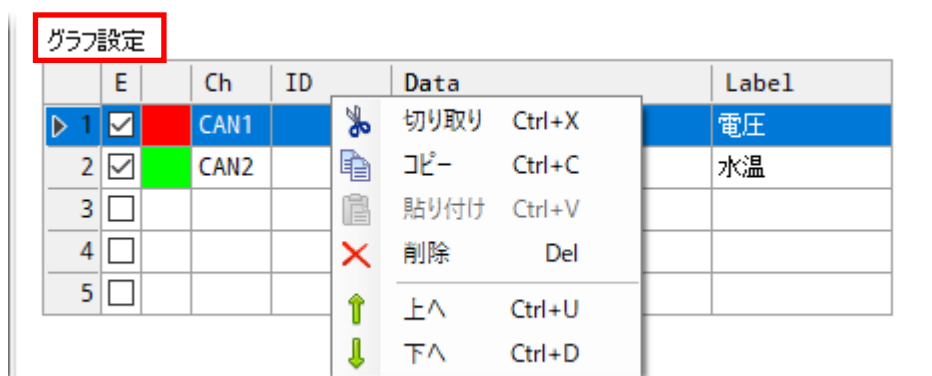 グラフ設定
E Ch ID Data Label
1 CAN1 電圧
2 CAN2 水温
3
4
5
切り取り Ctrl+X
コピー Ctrl+C
貼り付け Ctrl+V
削除 Del
上へ Ctrl+U
下へ Ctrl+D